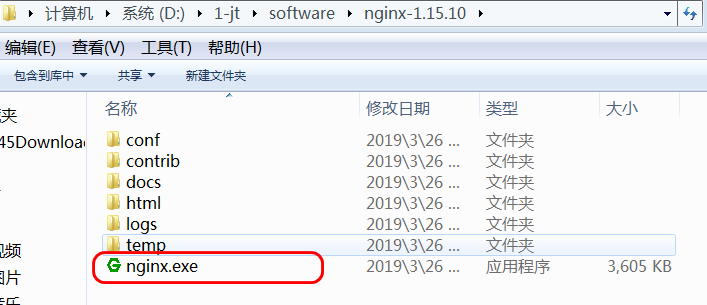 计算机 ▸ 系统 (D:) ▸ 1-jt ▸ software ▸ nginx-1.15.10 ▸
编辑(E) 查看(V) 工具(T) 帮助(H)
包含到库中 ▾ 共享 ▾ 新建文件夹
名称 修改日期 类型 大小
conf 2019\3\26 ... 文件夹
contrib 2019\3\26 ... 文件夹
docs 2019\3\26 ... 文件夹
html 2019\3\26 ... 文件夹
logs 2019\3\26 ... 文件夹
temp 2019\3\26 ... 文件夹
nginx.exe 2019\3\26 ... 应用程序 3,605 KB
45Download
图片